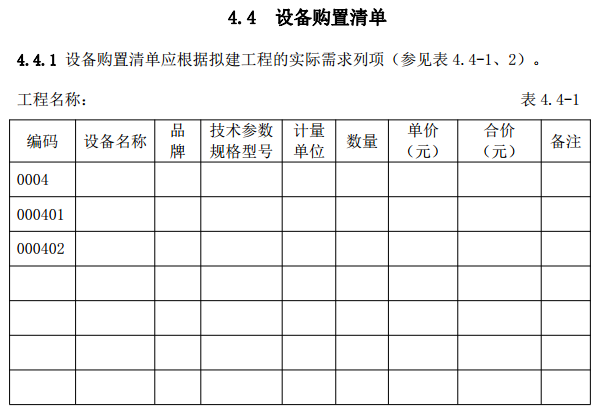 4.4 设备购置清单
4.4.1 设备购置清单应根据拟建工程的实际需求列项（参见表 4.4-1、2）。
工程名称: 表 4.4-1
编码 设备名称 品牌 技术参数规格型号 计量单位 数量 单价（元） 合价（元） 备注
0004
000401
000402